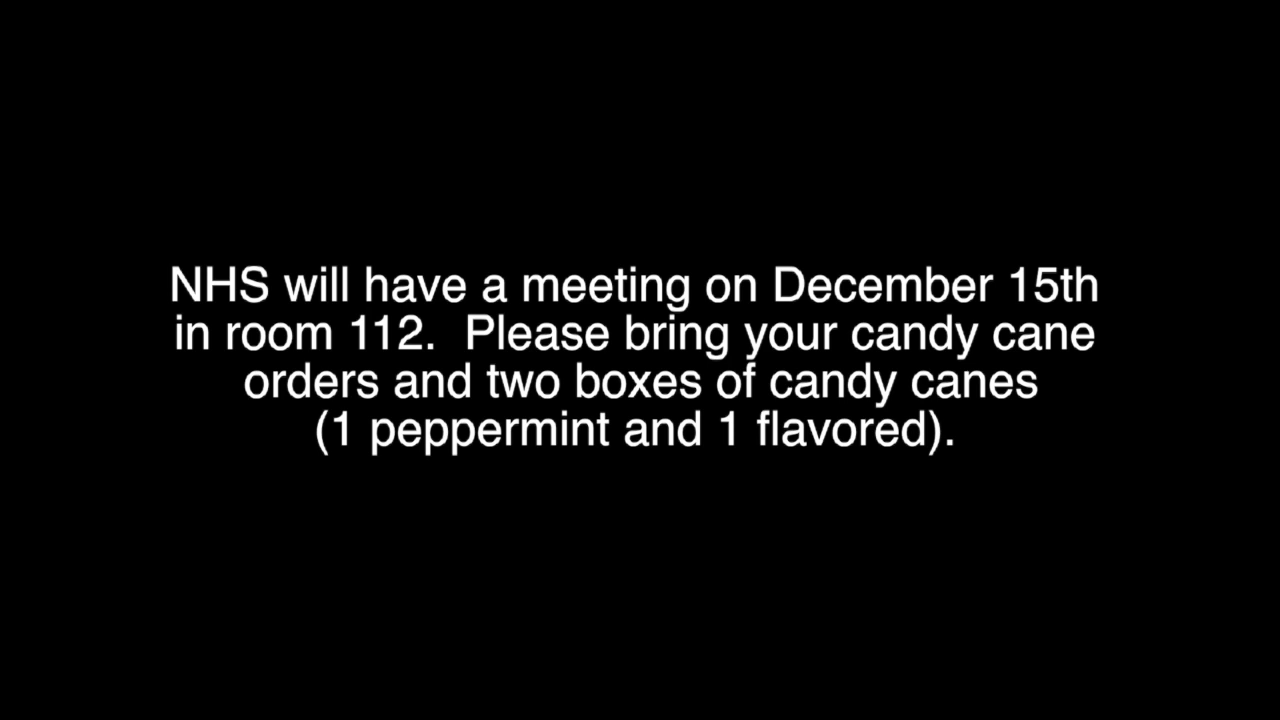 NHS will have a meeting on December 15th
in room 112.  Please bring your candy cane
orders and two boxes of candy canes
(1 peppermint and 1 flavored).